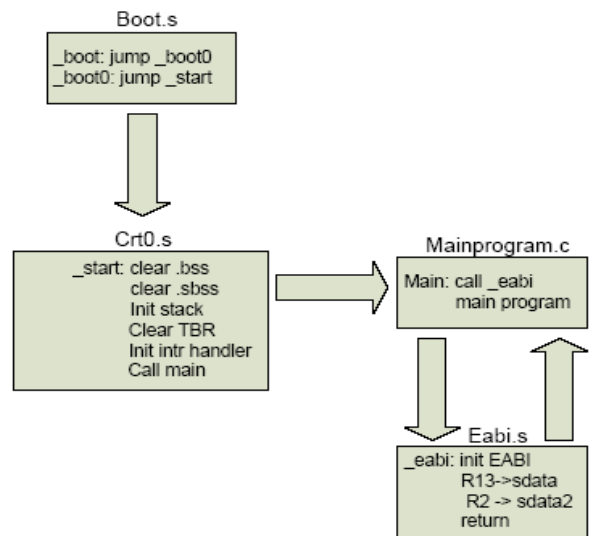 Boot.s
_boot: jump _boot0
_boot0: jump _start
Crt0.s
_start: clear .bss
clear .sbss
Init stack
Clear TBR
Init intr handler
Call main
Mainprogram.c
Main: call _eabi
main program
Eabi.s
_eabi: init EABI
R13->sdata
R2 -> sdata2
return